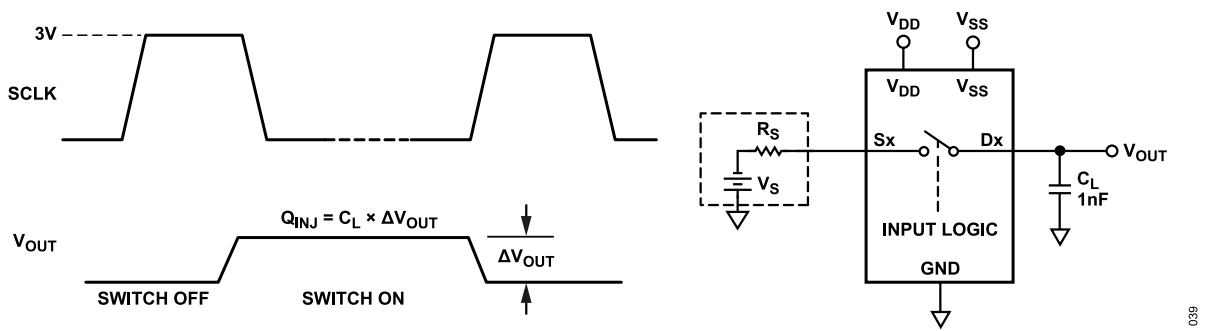 3V
SCLK
Q_INJ = C_L × ΔV_OUT
V_OUT
ΔV_OUT
SWITCH OFF
SWITCH ON
V_DD
V_SS
V_DD
V_SS
R_S
Sx
Dx
V_OUT
V_S
C_L
1nF
INPUT LOGIC
GND
039